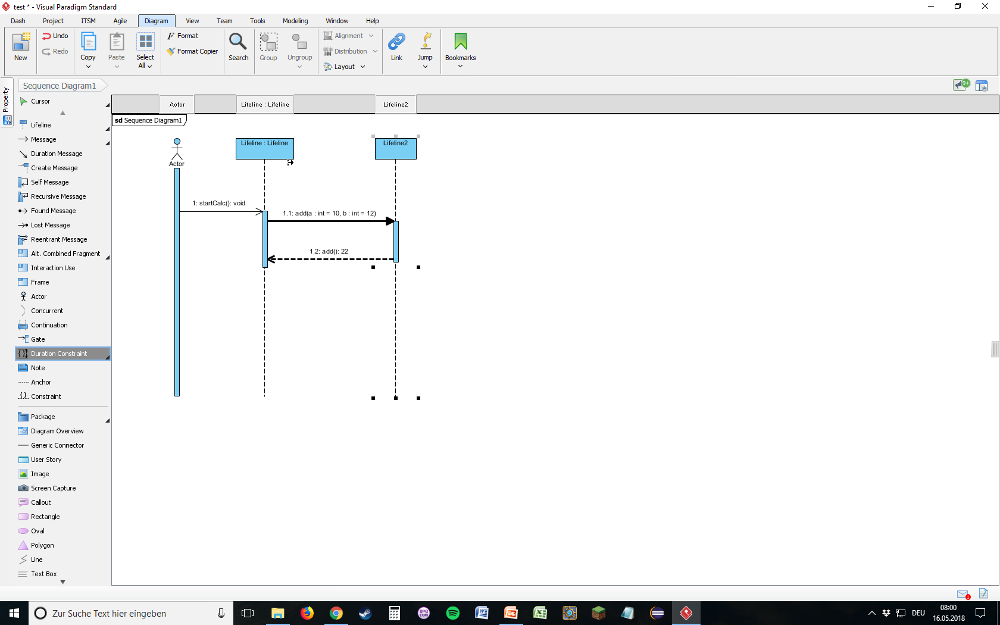 test * - Visual Paradigm Standard
Dash Project ITSM Agile Diagram View Team Tools Modeling Window Help
New
Undo
Redo
Copy
Paste
Select
All
Format
Format Copier
Search
Group
Ungroup
Alignment
Distribution
Layout
Link
Jump
Bookmarks
Property
Sequence Diagram1
9+
Cursor
Lifeline
Message
Duration Message
Create Message
Self Message
Recursive Message
Found Message
Lost Message
Reentrant Message
Alt. Combined Fragment
Interaction Use
Frame
Actor
Concurrent
Continuation
Gate
Duration Constraint
Note
Anchor
Constraint
Package
Diagram Overview
Generic Connector
User Story
Image
Screen Capture
Callout
Rectangle
Oval
Polygon
Line
Text Box
Actor Lifeline : Lifeline Lifeline2
sd Sequence Diagram1
Lifeline : Lifeline Lifeline2
Actor
1: startCalc(): void
1.1: add(a : int = 10, b : int = 12)
1.2: add(): 22
1
Zur Suche Text hier eingeben
gog
com
DEU
08:00
16.05.2018